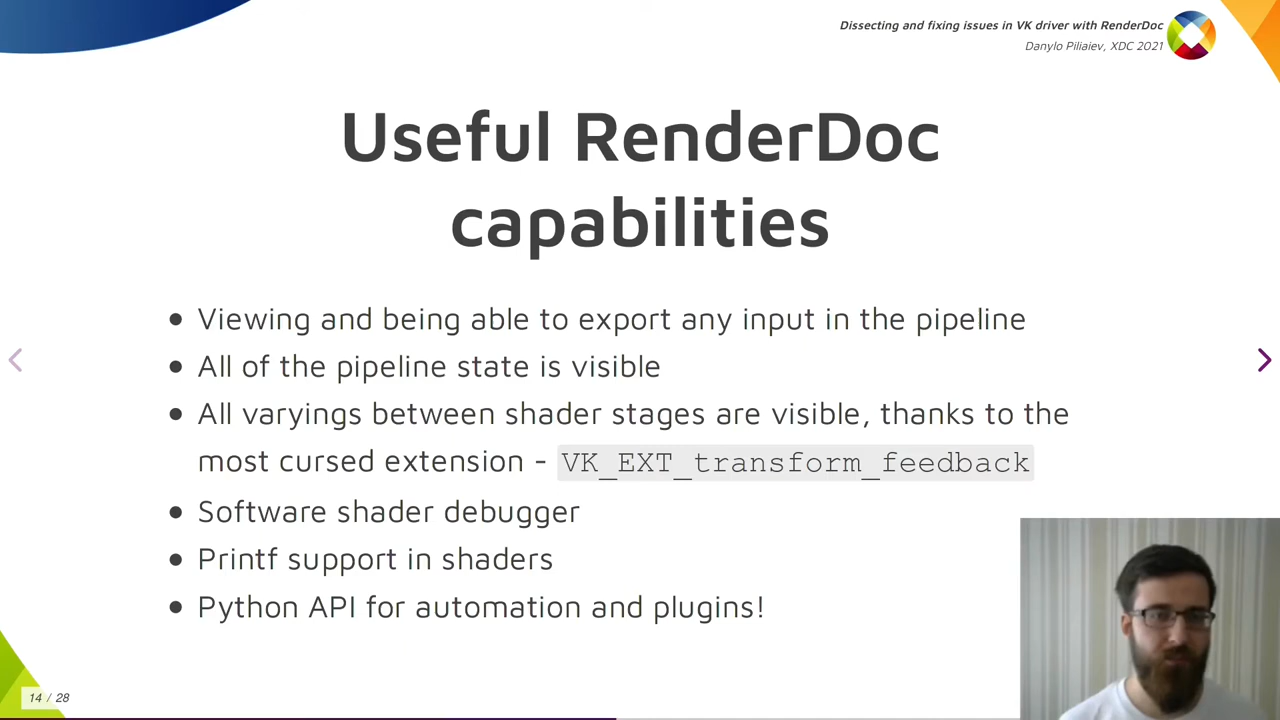 Dissecting and fixing issues in VK driver with RenderDoc
Danylo Piliaiev, XDC 2021
Useful RenderDoc
capabilities
Viewing and being able to export any input in the pipeline
All of the pipeline state is visible
All varyings between shader stages are visible, thanks to the
most cursed extension - VK_EXT_transform_feedback
Software shader debugger
Printf support in shaders
Python API for automation and plugins!
14 / 28